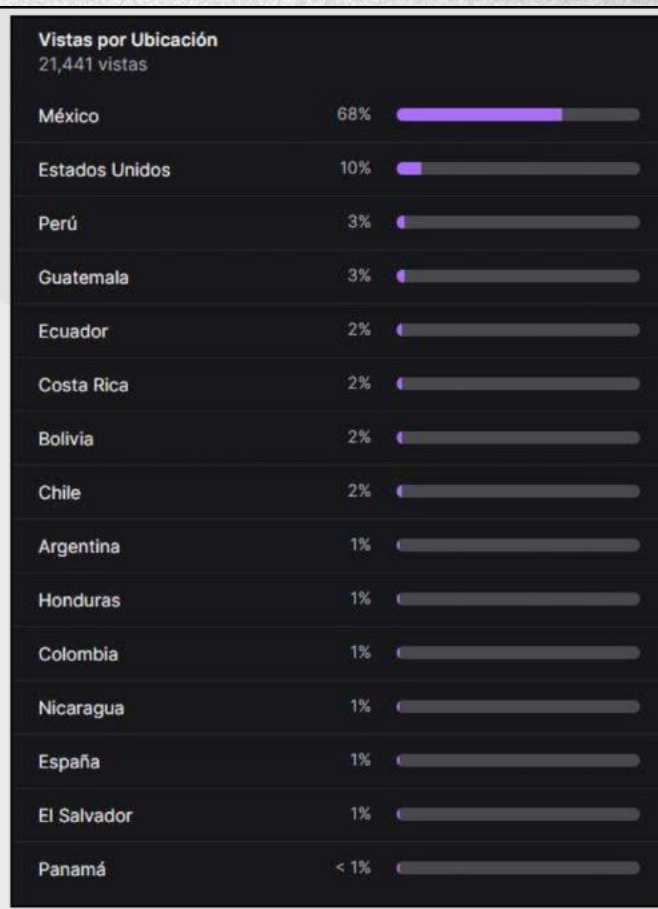 Vistas por Ubicación
21,441 vistas
México 68%
Estados Unidos 10%
Perú 3%
Guatemala 3%
Ecuador 2%
Costa Rica 2%
Bolivia 2%
Chile 2%
Argentina 1%
Honduras 1%
Colombia 1%
Nicaragua 1%
España 1%
El Salvador 1%
Panamá < 1%